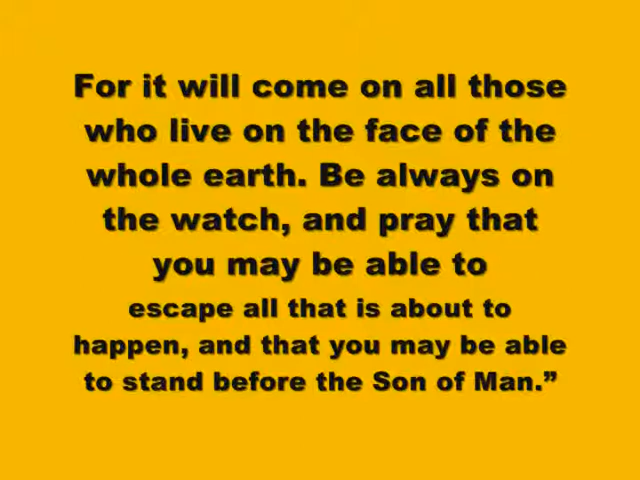 For it will come on all those
who live on the face of the
whole earth. Be always on
the watch, and pray that
you may be able to
escape all that is about to
happen, and that you may be able
to stand before the Son of Man.”